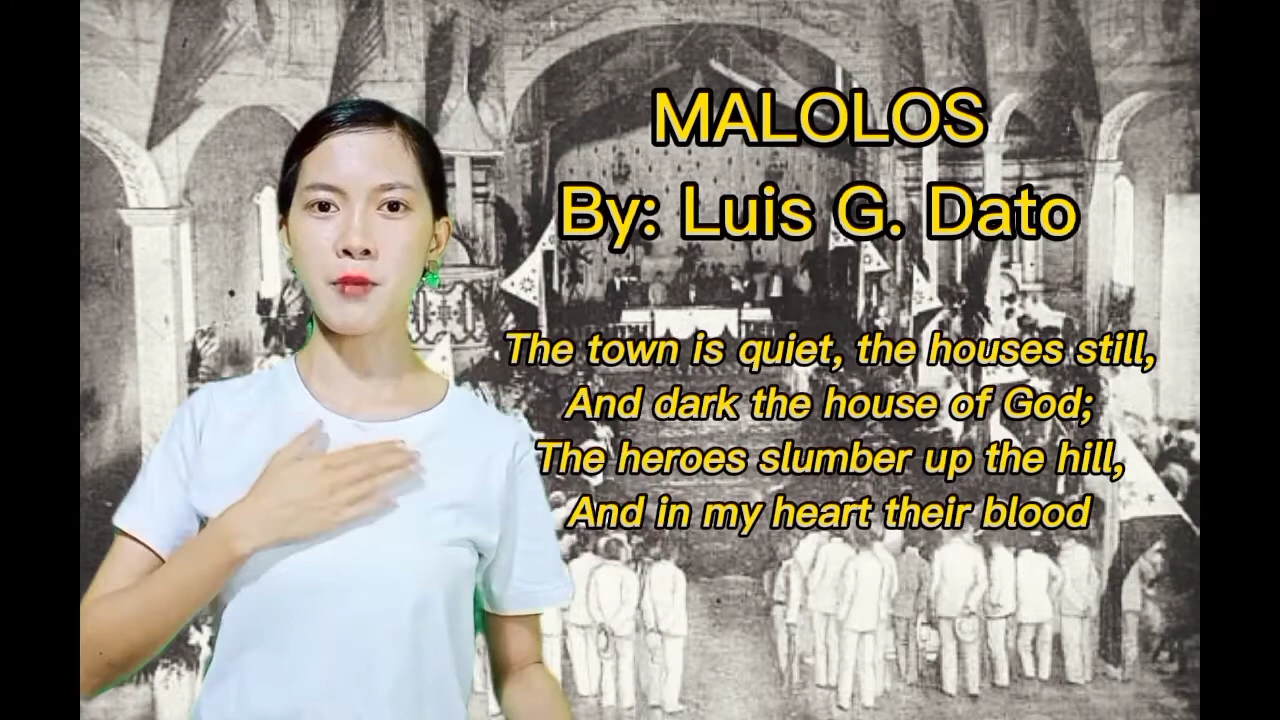 MALOLOS
By: Luis G. Dato
The town is quiet, the houses still,
And dark the house of God;
The heroes slumber up the hill,
And in my heart their blood